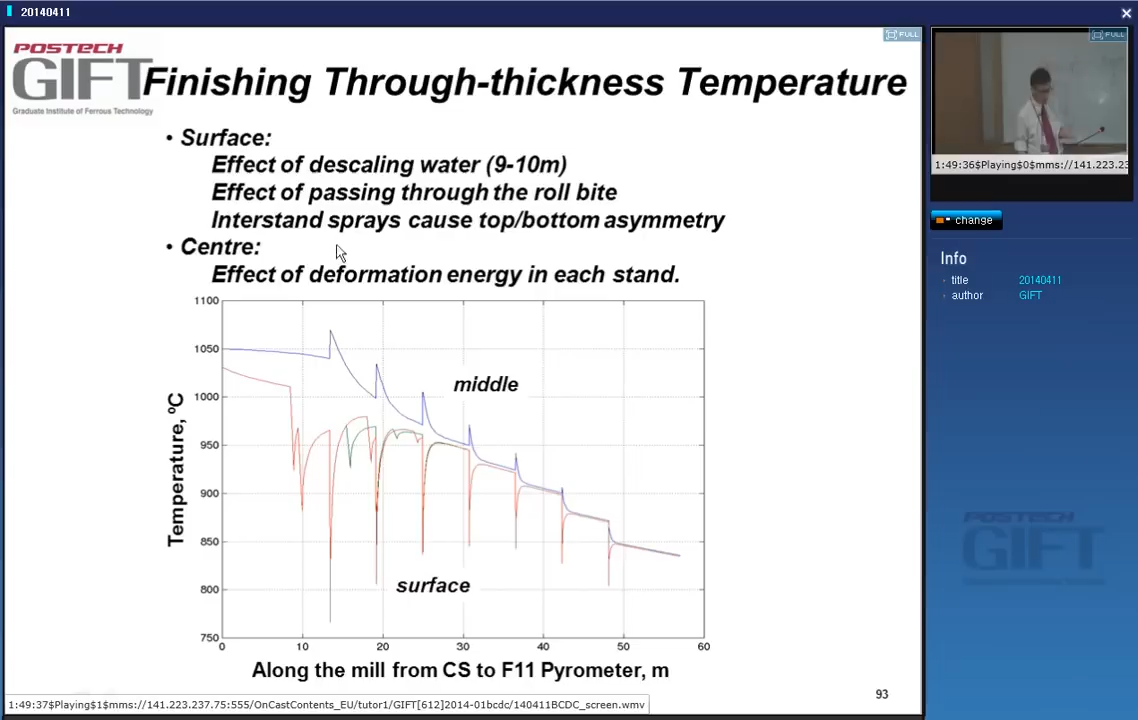 20140411
POSTECH
GIFT
Graduate Institute of Ferrous Technology
Finishing Through-thickness Temperature
• Surface:
Effect of descaling water (9-10m)
Effect of passing through the roll bite
Interstand sprays cause top/bottom asymmetry
• Centre:
Effect of deformation energy in each stand.
1100
1050
1000
950
900
850
800
750
Temperature, ºC
middle
surface
0 10 20 30 40 50 60
Along the mill from CS to F11 Pyrometer, m
93
1:49:37$Playing$1$mms://141.223.237.75:555/OnCastContents_EU/tutor1/GIFT[612]2014-01bcdc/140411BCDC_screen.wmv
FULL
FULL
1:49:36$Playing$0$mms://141.223.23
change
Info
title 20140411
author GIFT
POSTECH
GIFT